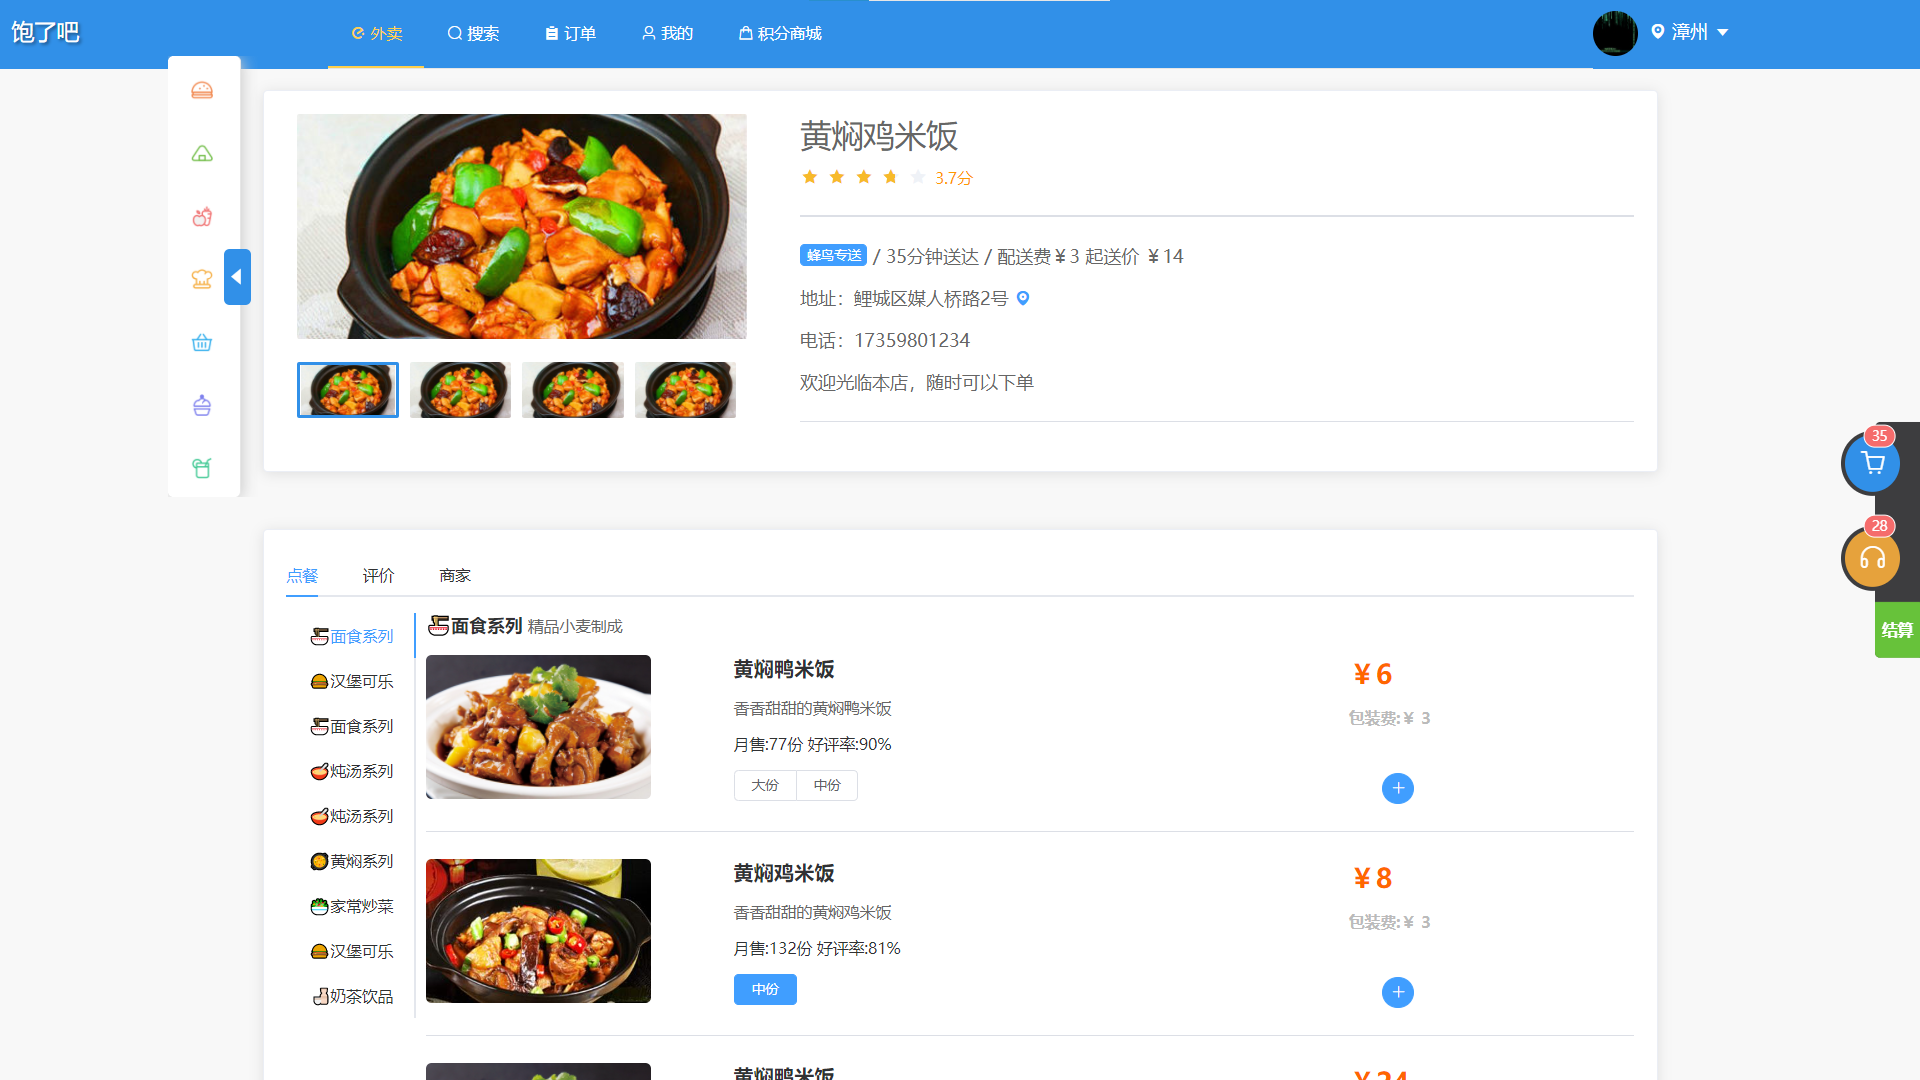 饱了吧
外卖 搜索 订单 我的 积分商城
漳州
黄焖鸡米饭
3.7分
蜂鸟专送 / 35分钟送达 / 配送费¥3 起送价 ¥14
地址：鲤城区媒人桥路2号
电话：17359801234
欢迎光临本店，随时可以下单
35
28
结算
点餐 评价 商家
面食系列
汉堡可乐
面食系列
炖汤系列
炖汤系列
黄焖系列
家常炒菜
汉堡可乐
奶茶饮品
面食系列 精品小麦制成
黄焖鸭米饭
香香甜甜的黄焖鸭米饭
月售:77份 好评率:90%
大份 中份
¥6
包装费:¥ 3
黄焖鸡米饭
香香甜甜的黄焖鸡米饭
月售:132份 好评率:81%
中份
¥8
包装费:¥ 3
黄焖鸭米饭
¥24